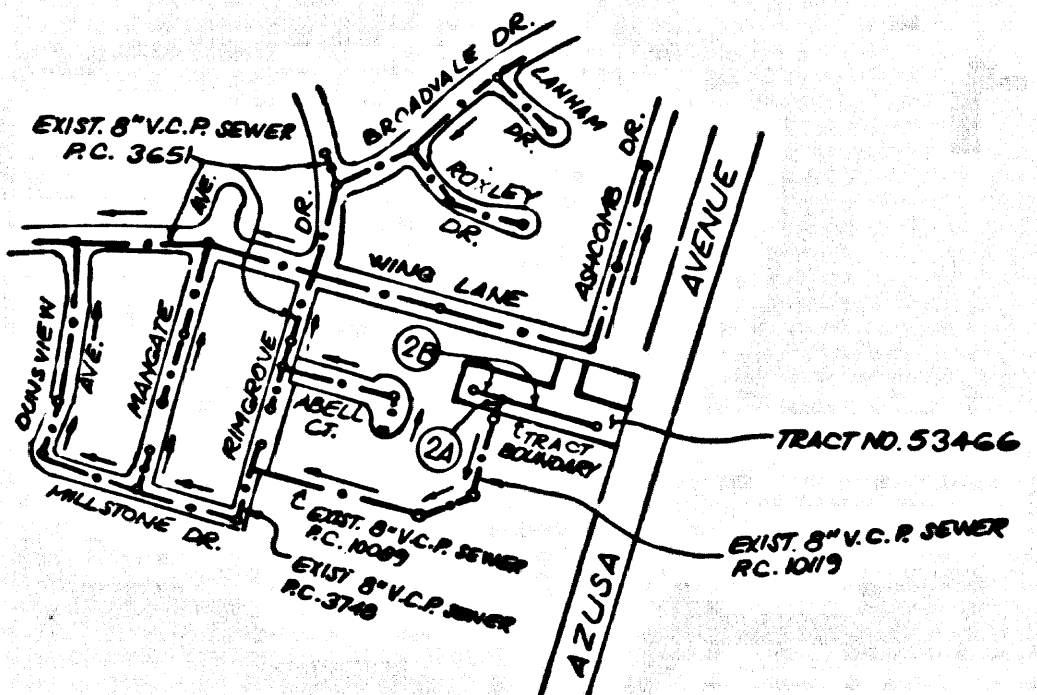 BROADVALE DR.
LANHAM
DR.
EXIST. 8" V.C.P. SEWER
P.C. 3651
AVE.
DR.
ROXLEY
DR.
ASHCOMB DR.
AVENUE
WING LANE
DUNSVIEW
AVE.
MANGATE
RIMGROVE
2B
ABELL
CT.
2A
TRACT
BOUNDARY
TRACT NO. 53466
MILLSTONE DR.
EXIST. 8" V.C.P. SEWER
P.C. 10089
EXIST 8" V.C.P. SEWER
P.C. 3748
EXIST. 8" V.C.P. SEWER
P.C. 10119
AZUSA